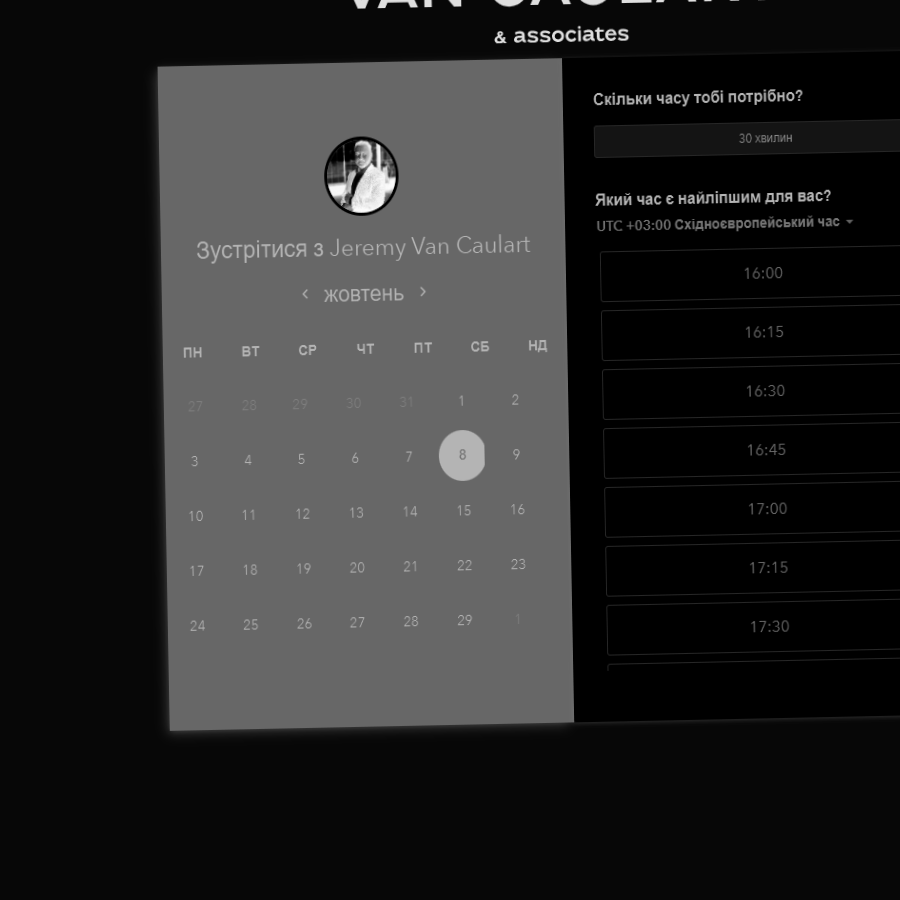 & associates
Зустрітися з Jeremy Van Caulart
‹ жовтень ›
ПН ВТ СР ЧТ ПТ СБ НД
27 28 29 30 31 1 2
3 4 5 6 7 8 9
10 11 12 13 14 15 16
17 18 19 20 21 22 23
24 25 26 27 28 29 1
Скільки часу тобі потрібно?
30 хвилин
Який час є найліпшим для вас?
UTC +03:00 Східноєвропейський час
16:00
16:15
16:30
16:45
17:00
17:15
17:30